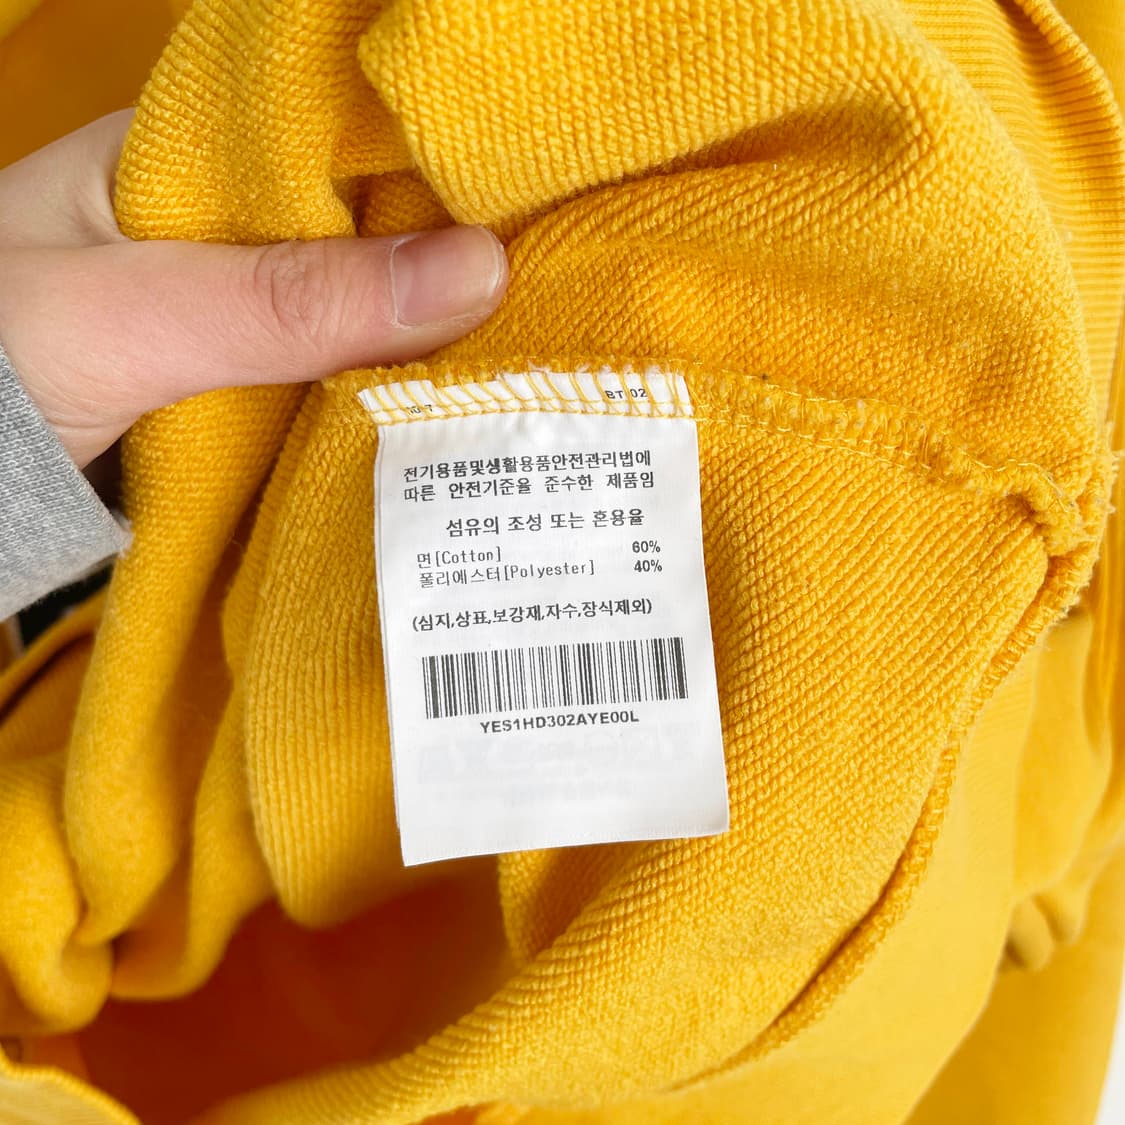 BT 02
전기용품및생활용품안전관리법에
따른 안전기준율 준수한 제품임
섬유의 조성 또는 혼용율
면[Cotton] 60%
폴리에스터[Polyester] 40%
(심지,상표,보강재,자수,장식제외)
YES1HD302AYE00L